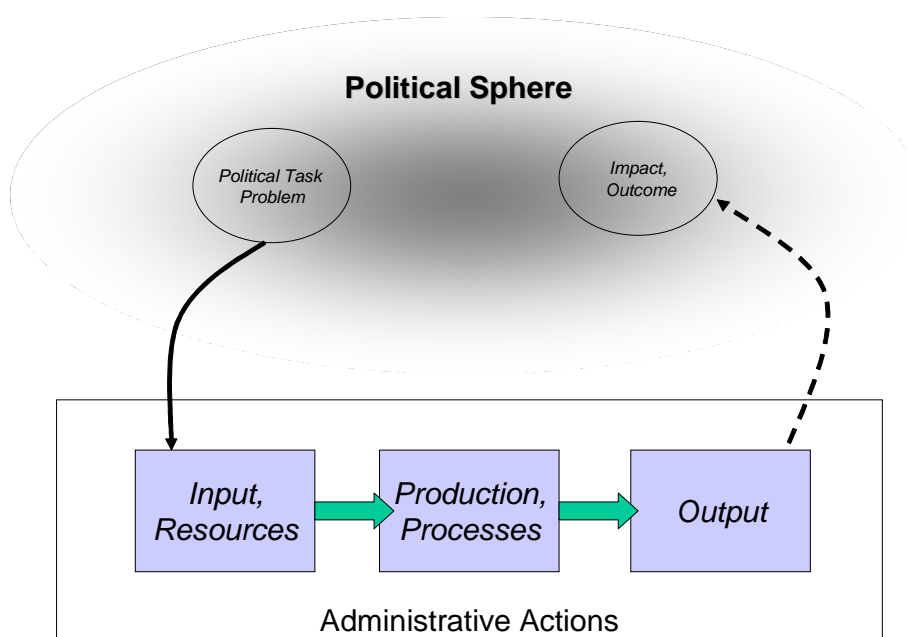 Political Sphere
Political Task
Problem
Impact,
Outcome
Input,
Resources
Production,
Processes
Output
Administrative Actions